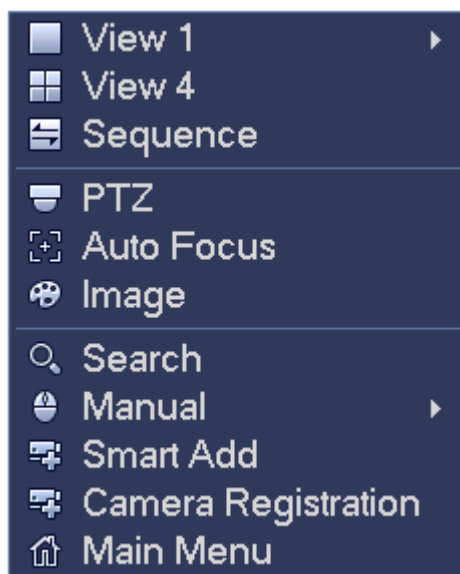 View 1
View 4
Sequence
PTZ
Auto Focus
Image
Search
Manual
Smart Add
Camera Registration
Main Menu